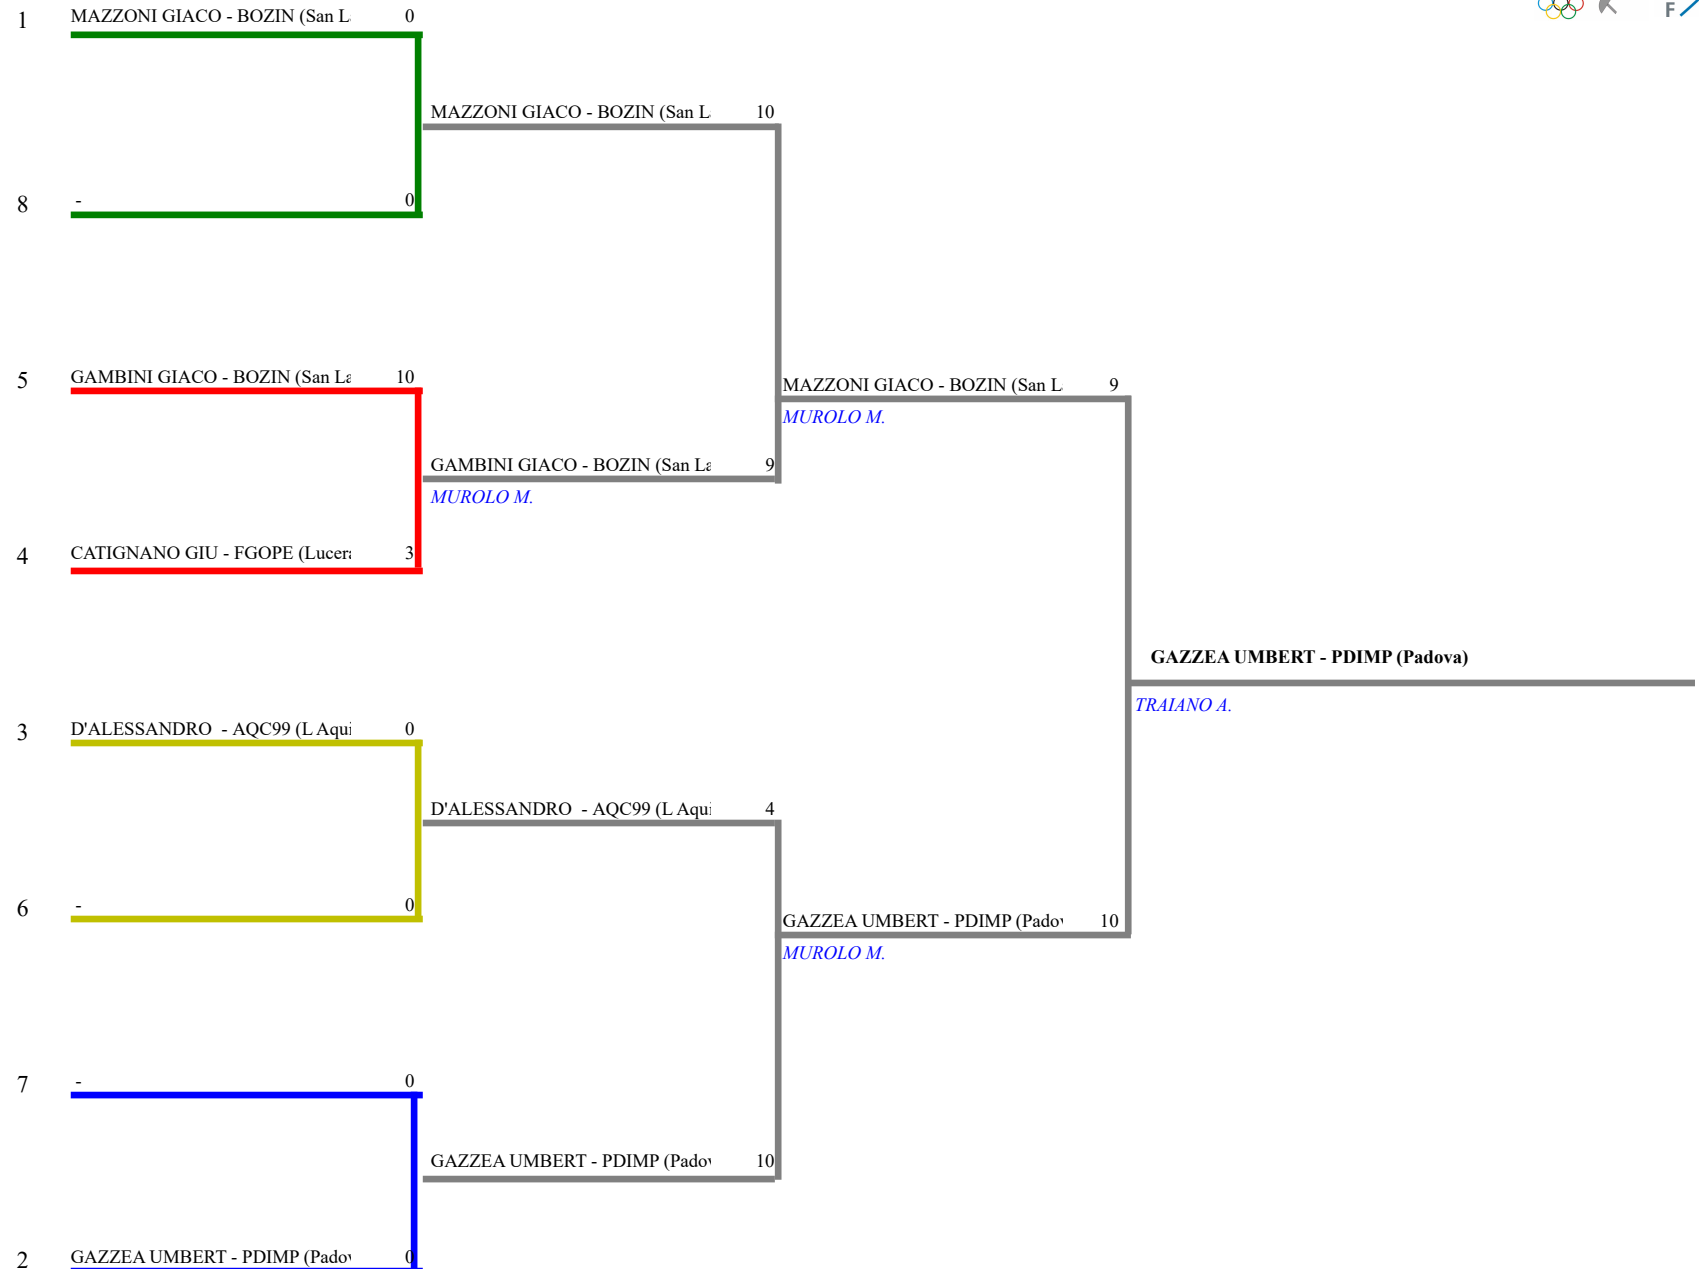 1 MAZZONI GIACO - BOZIN (San L 0
F
MAZZONI GIACO - BOZIN (San L 10
8 - 0
5 GAMBINI GIACO - BOZIN (San La 10
MAZZONI GIACO - BOZIN (San L 9
MUROLO M.
GAMBINI GIACO - BOZIN (San La 9
MUROLO M.
4 CATIGNANO GIU - FGOPE (Lucera 3
GAZZEA UMBERT - PDIMP (Padova)
TRAIANO A.
3 D'ALESSANDRO - AQC99 (L Aqui 0
D'ALESSANDRO - AQC99 (L Aqui 4
6 - 0
GAZZEA UMBERT - PDIMP (Padov 10
MUROLO M.
7 - 0
GAZZEA UMBERT - PDIMP (Padov 10
2 GAZZEA UMBERT - PDIMP (Padov 0